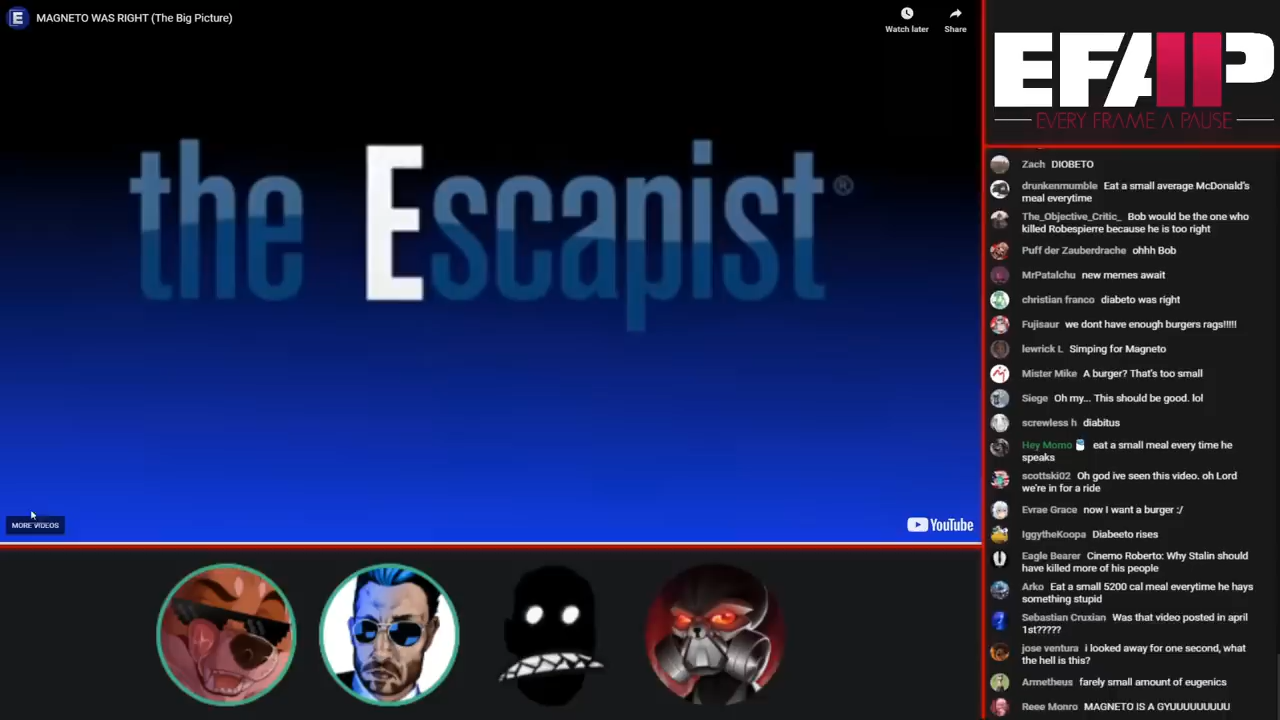 MAGNETO WAS RIGHT (The Big Picture)
Watch later
Share
the Escapist®
MORE VIDEOS
YouTube
EFAP
EVERY FRAME A PAUSE
Zach DIOBETO
drunkenmumble Eat a small average McDonald's
meal everytime
The_Objective_Critic_ Bob would be the one who
killed Robespierre because he is too right
Puff der Zauberdrache ohhh Bob
MrPatalchu new memes await
christian franco diabeto was right
Fujisaur we dont have enough burgers rags!!!!!
lewrick L Simping for Magneto
Mister Mike A burger? That's too small
Siege Oh my... This should be good. lol
screwless h diabitus
Hey Momo eat a small meal every time he
speaks
scottski02 Oh god ive seen this video. oh Lord
we're in for a ride
Evrae Grace now I want a burger :/
IggytheKoopa Diabeeto rises
Eagle Bearer Cinemo Roberto: Why Stalin should
have killed more of his people
Arko Eat a small 5200 cal meal everytime he hays
something stupid
Sebastian Cruxian Was that video posted in april
1st?????
jose ventura i looked away for one second, what
the hell is this?
Armetheus farely small amount of eugenics
Reee Monro MAGNETO IS A GYUUUUUUUUU